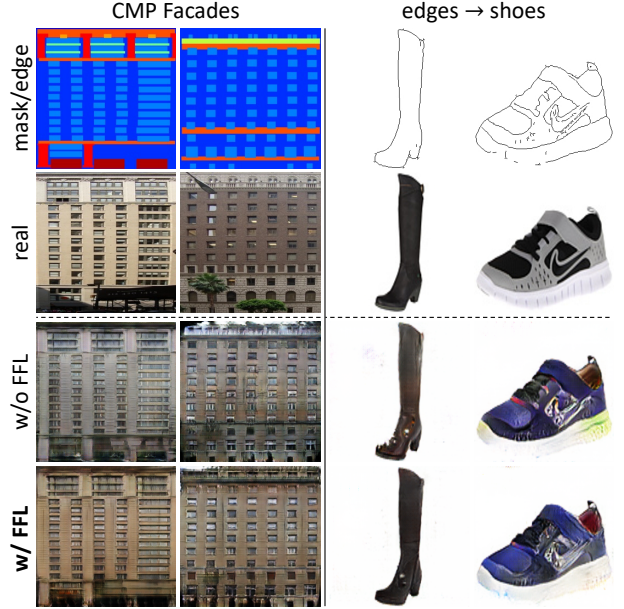 CMP Facades
edges → shoes
mask/edge
real
w/o FFL
w/ FFL